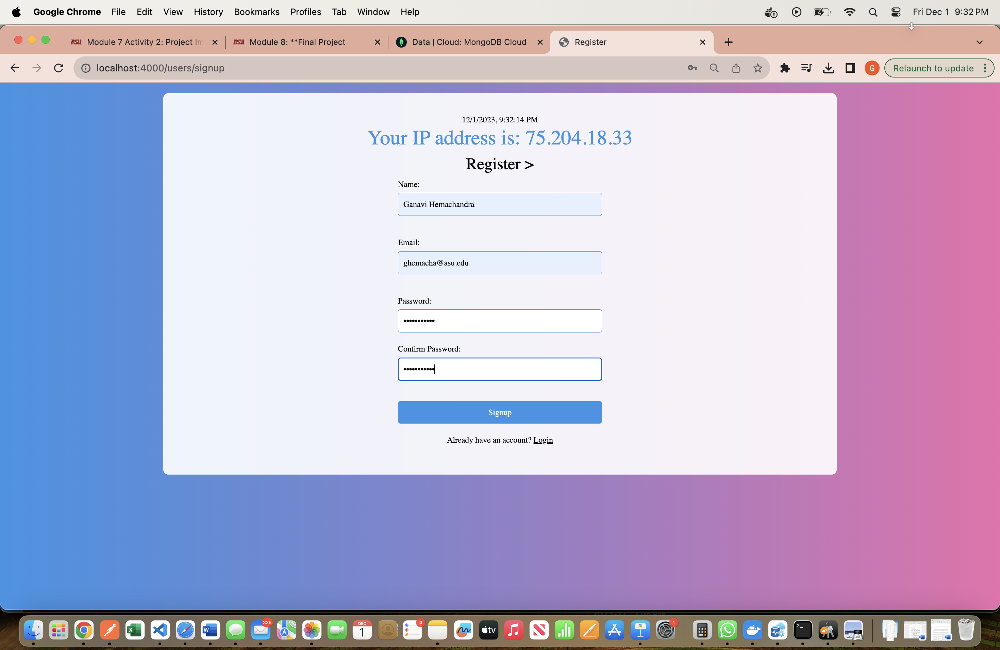 Google Chrome File Edit View History Bookmarks Profiles Tab Window Help Fri Dec 1 9:32 PM
ASU Module 7 Activity 2: Project Im ASU Module 8: **Final Project Data | Cloud: MongoDB Cloud Register
localhost:4000/users/signup G Relaunch to update
12/1/2023, 9:32:14 PM
Your IP address is: 75.204.18.33
Register >
Name:
Ganavi Hemachandra
Email:
ghemacha@asu.edu
Password:
•••••••••••
Confirm Password:
•••••••••••
Signup
Already have an account? Login
336 DEC 1 4 tv 1